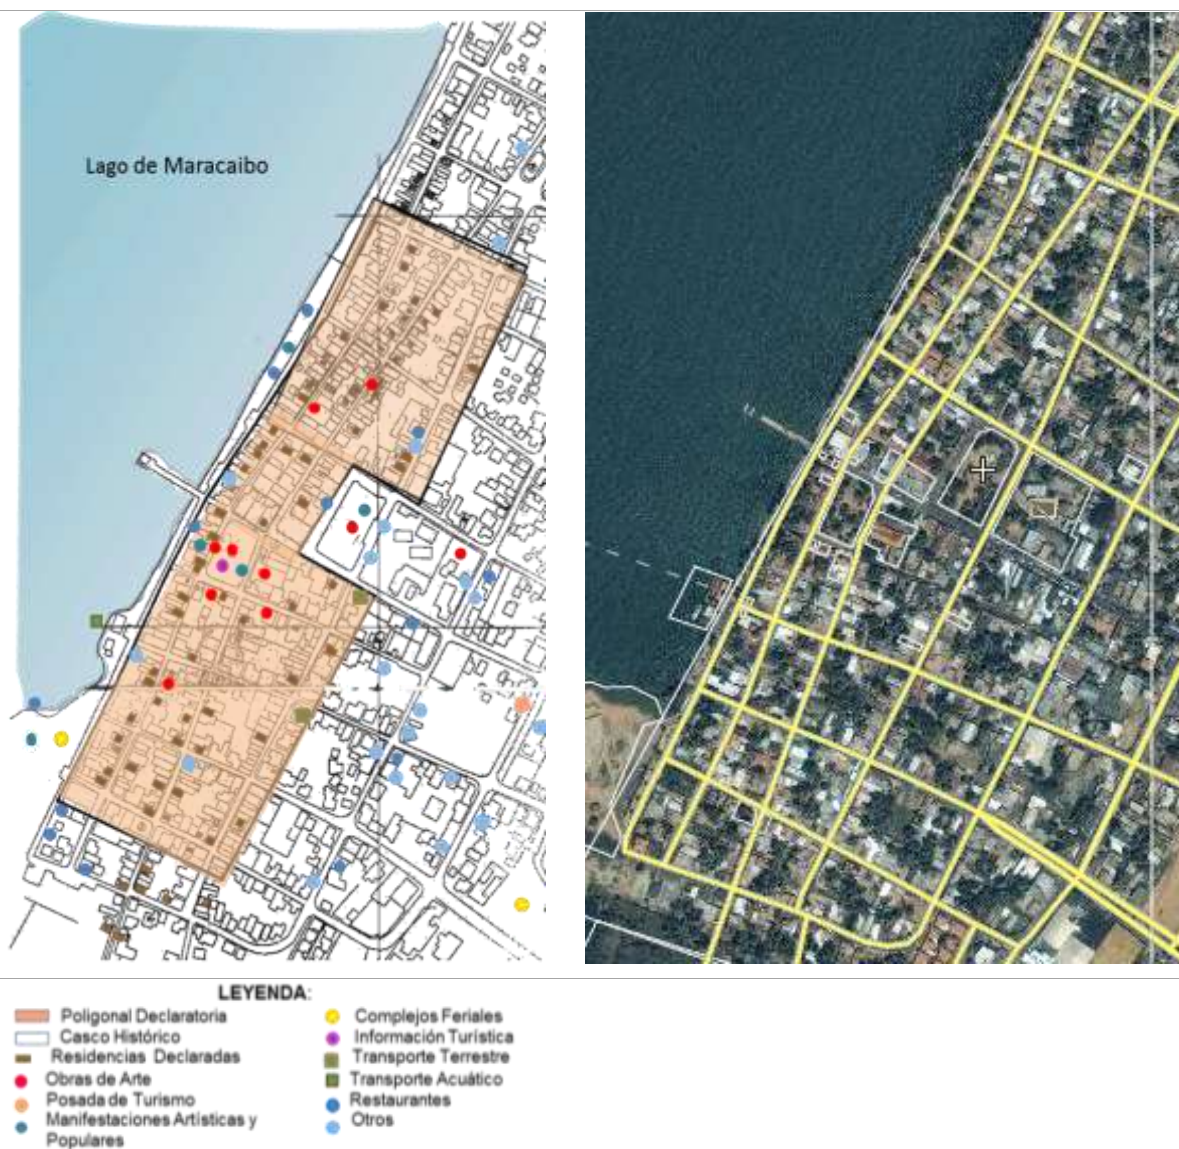 Lago de Maracaibo
LEYENDA:
Poligonal Declaratoria
Casco Histórico
Residencias Declaradas
Obras de Arte
Posada de Turismo
Manifestaciones Artísticas y
Populares
Complejos Feriales
Información Turística
Transporte Terrestre
Transporte Acuático
Restaurantes
Otros